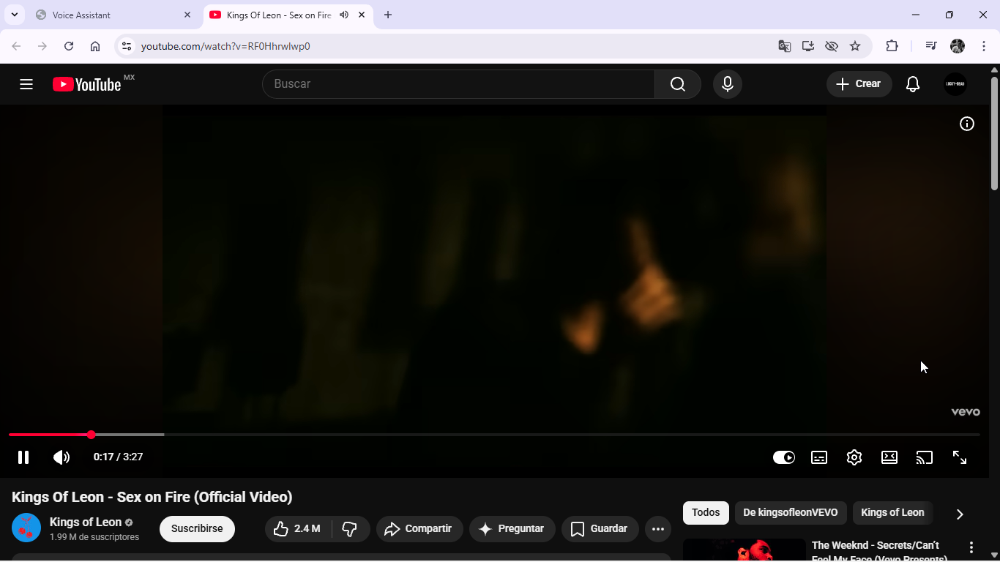 Voice Assistant
Kings Of Leon - Sex on Fire
youtube.com/watch?v=RF0Hhrwlwp0
YouTube MX
Buscar
Crear
LUCKY-DEAD
vevo
0:17 / 3:27
Kings Of Leon - Sex on Fire (Official Video)
Kings of Leon
1.99 M de suscriptores
Suscribirse
2.4 M
Compartir
Preguntar
Guardar
Todos
De kingsofleonVEVO
Kings of Leon
The Weeknd - Secrets/Can't
Feel My Face (Vevo Presents)